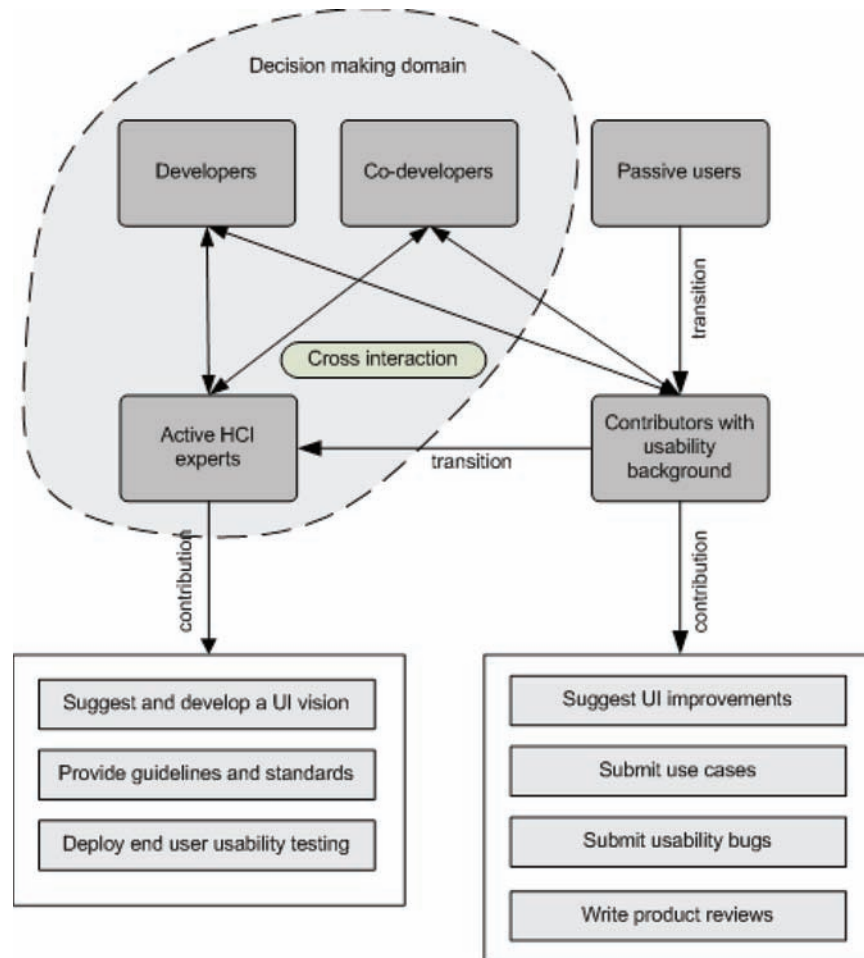 Decision making domain
Developers
Co-developers
Passive users
transition
Cross interaction
Active HCI
experts
transition
Contributors with
usability
background
contribution
contribution
Suggest and develop a UI vision
Provide guidelines and standards
Deploy end user usability testing
Suggest UI improvements
Submit use cases
Submit usability bugs
Write product reviews